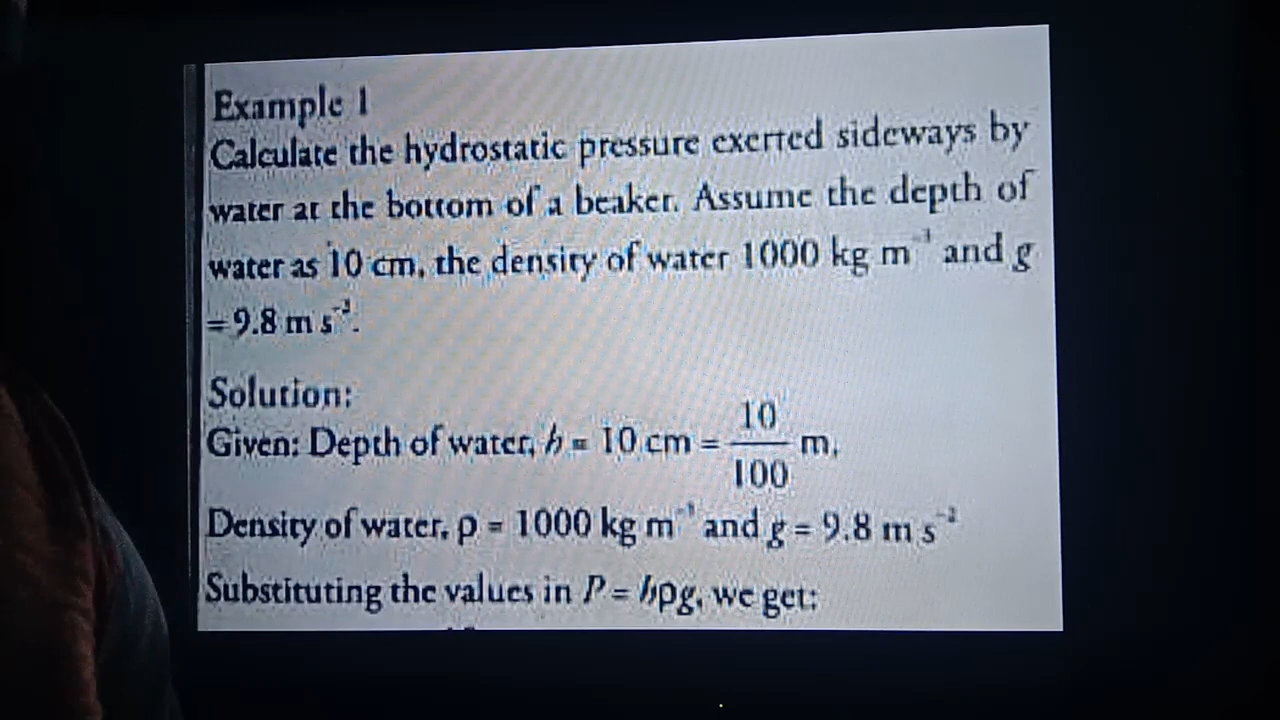 Example 1
Calculate the hydrostatic pressure exerted sideways by
water at the bottom of a beaker. Assume the depth of
water as 10 cm, the density of water 1000 kg m⁻³ and g
= 9.8 m s⁻².
Solution:
Given: Depth of water, h = 10 cm = 10/100 m,
Density of water, ρ = 1000 kg m⁻³ and g = 9.8 m s⁻²
Substituting the values in P = hρg, we get: